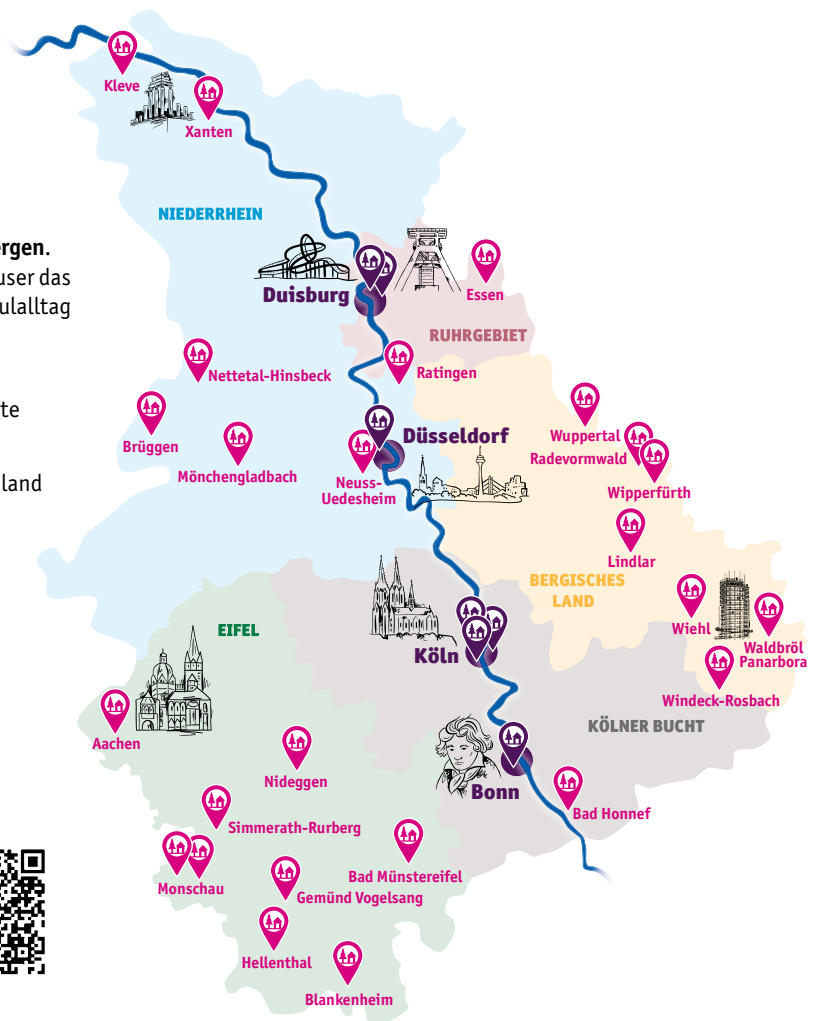 Kleve
Xanten
NIEDERRHEIN
ergen.
user das
ulalltag
Duisburg
Essen
RUHRGEBIET
Nettetal-Hinsbeck
Ratingen
te
Brüggen
Mönchengladbach
Düsseldorf
Wuppertal
Radevormwald
Neuss-
Uedesheim
land
Wipperfürth
Lindlar
BERGISCHES
LAND
EIFEL
Köln
Wiehl
Waldbröl
Panarbora
Windeck-Rosbach
KÖLNER BUCHT
Aachen
Nideggen
Bonn
Bad Honnef
Simmerath-Rurberg
Monschau
Bad Münstereifel
Gemünd Vogelsang
Hellenthal
Blankenheim